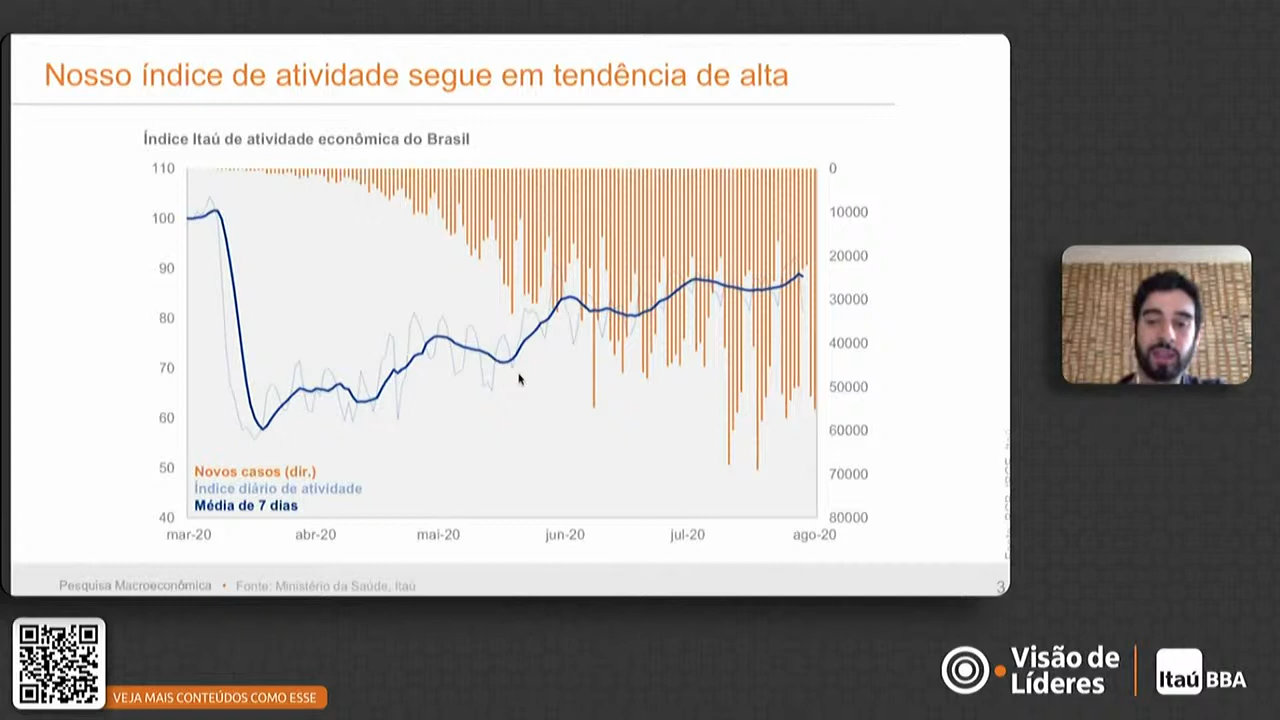 Nosso índice de atividade segue em tendência de alta
Índice Itaú de atividade econômica do Brasil
110
100
90
80
70
60
50
40
0
10000
20000
30000
40000
50000
60000
70000
80000
Novos casos (dir.)
Índice diário de atividade
Média de 7 dias
mar-20 abr-20 mai-20 jun-20 jul-20 ago-20
Pesquisa Macroeconômica • Fonte: Ministério da Saúde, Itaú
3
VEJA MAIS CONTEÚDOS COMO ESSE
Visão de
Líderes
Itaú BBA